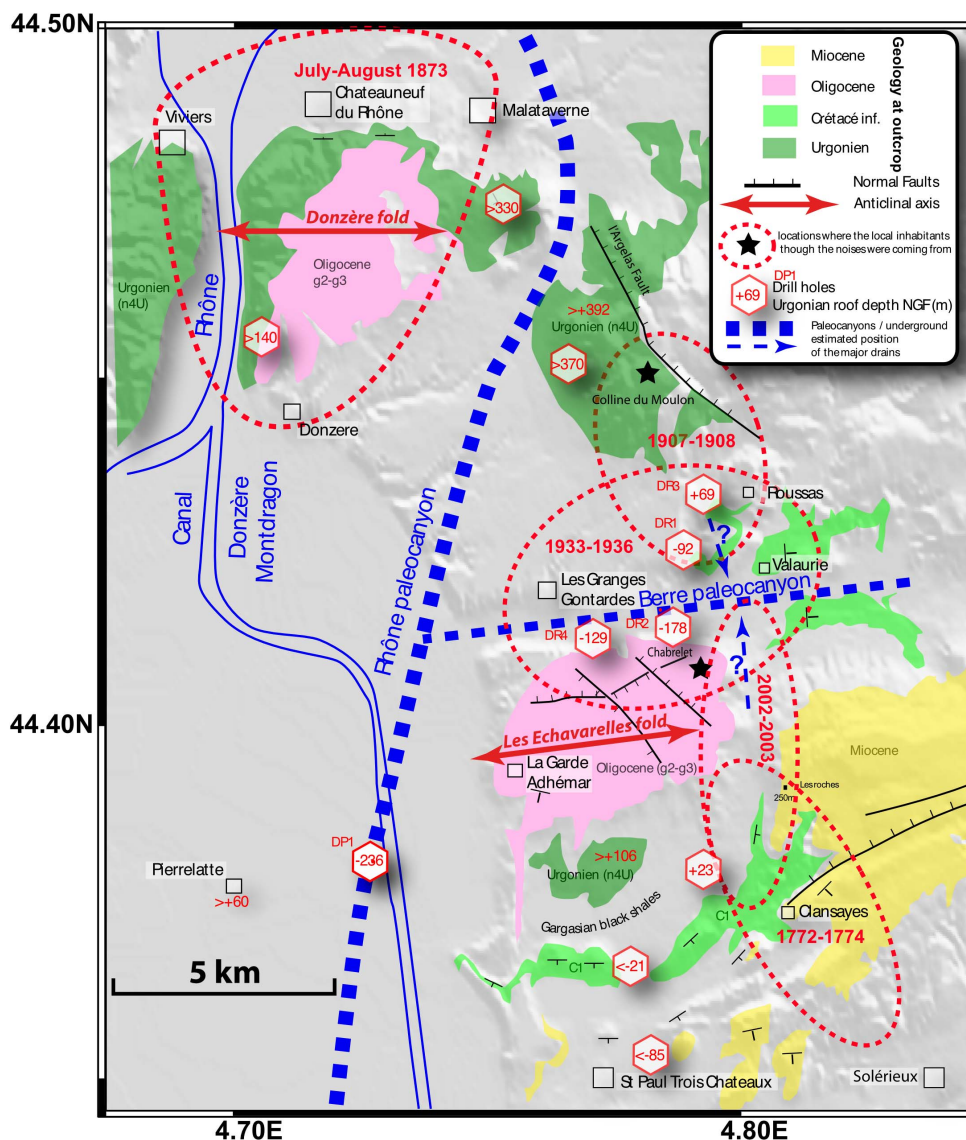 44.50N
July-August 1873
Chateauneuf
du Rhône
Malataverne
Viviers
>330
Donzère fold
Oligocene
g2-g3
Urgonien
(n4U)
Rhône
>140
Donzere
Canal
Donzère
Montdragon
l'Argelas Fault
>+392
Urgonien (n4U)
>370
Colline du Moulon
1907-1908
DR3
+69
Roussas
DR1
-92
?
1933-1936
Valaurie
Les Granges
Gontardes
Berre paleocanyon
Rhône paleocanyon
DR4
-129
DR2
-178
Chabrelet
?
2002-2003
44.40N
Les Echavarelles fold
La Garde
Adhémar
Oligocene (g2-g3)
Miocene
Les roches
250m
DP1
-236
Pierrelatte
>+60
>+106
Urgonien (n4U)
+23
Gargasian black shales
C1
Clansayes
1772-1774
C1
<-21
5 km
<-85
St Paul Trois Chateaux
Solérieux
4.70E
4.80E
Geology at outcrop
Miocene
Oligocene
Crétacé inf.
Urgonien
Normal Faults
Anticlinal axis
locations where the local inhabitants
though the noises were coming from
DP1
+69
Drill holes
Urgonian roof depth NGF(m)
Paleocanyons / underground
estimated position
of the major drains